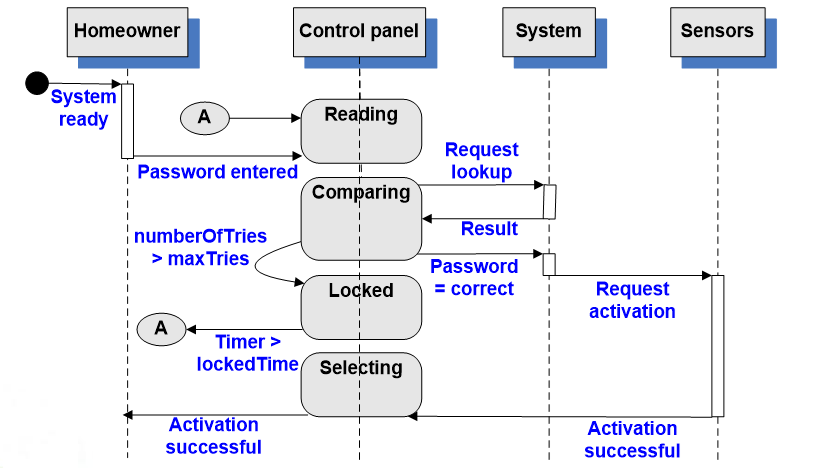 Homeowner
Control panel
System
Sensors
System
ready
A
Reading
Password entered
Request
lookup
Comparing
Result
numberOfTries
> maxTries
Password
= correct
Request
activation
Locked
A
Timer >
lockedTime
Selecting
Activation
successful
Activation
successful